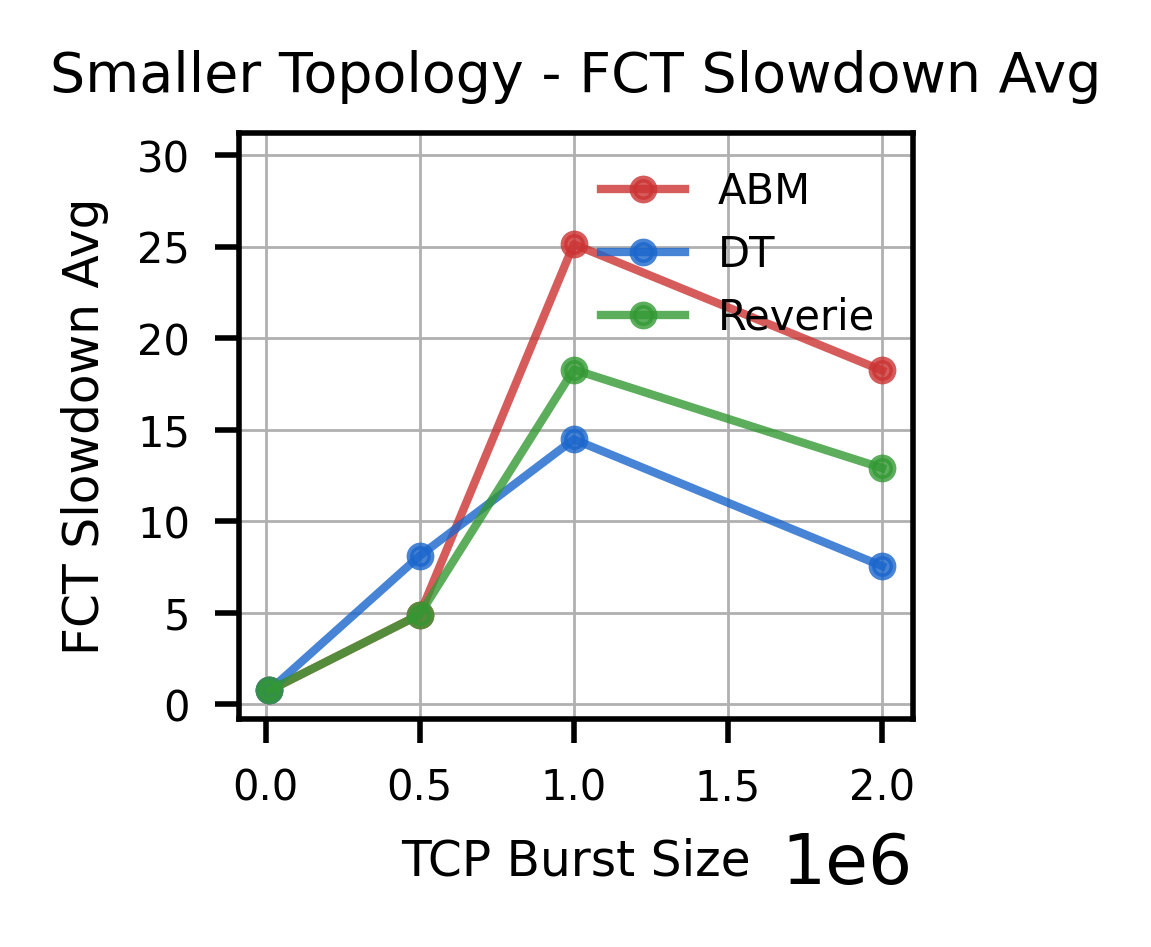 Smaller Topology - FCT Slowdown Avg
FCT Slowdown Avg
30
25
20
15
10
5
0
ABM
DT
Reverie
0.0 0.5 1.0 1.5 2.0
TCP Burst Size 1e6